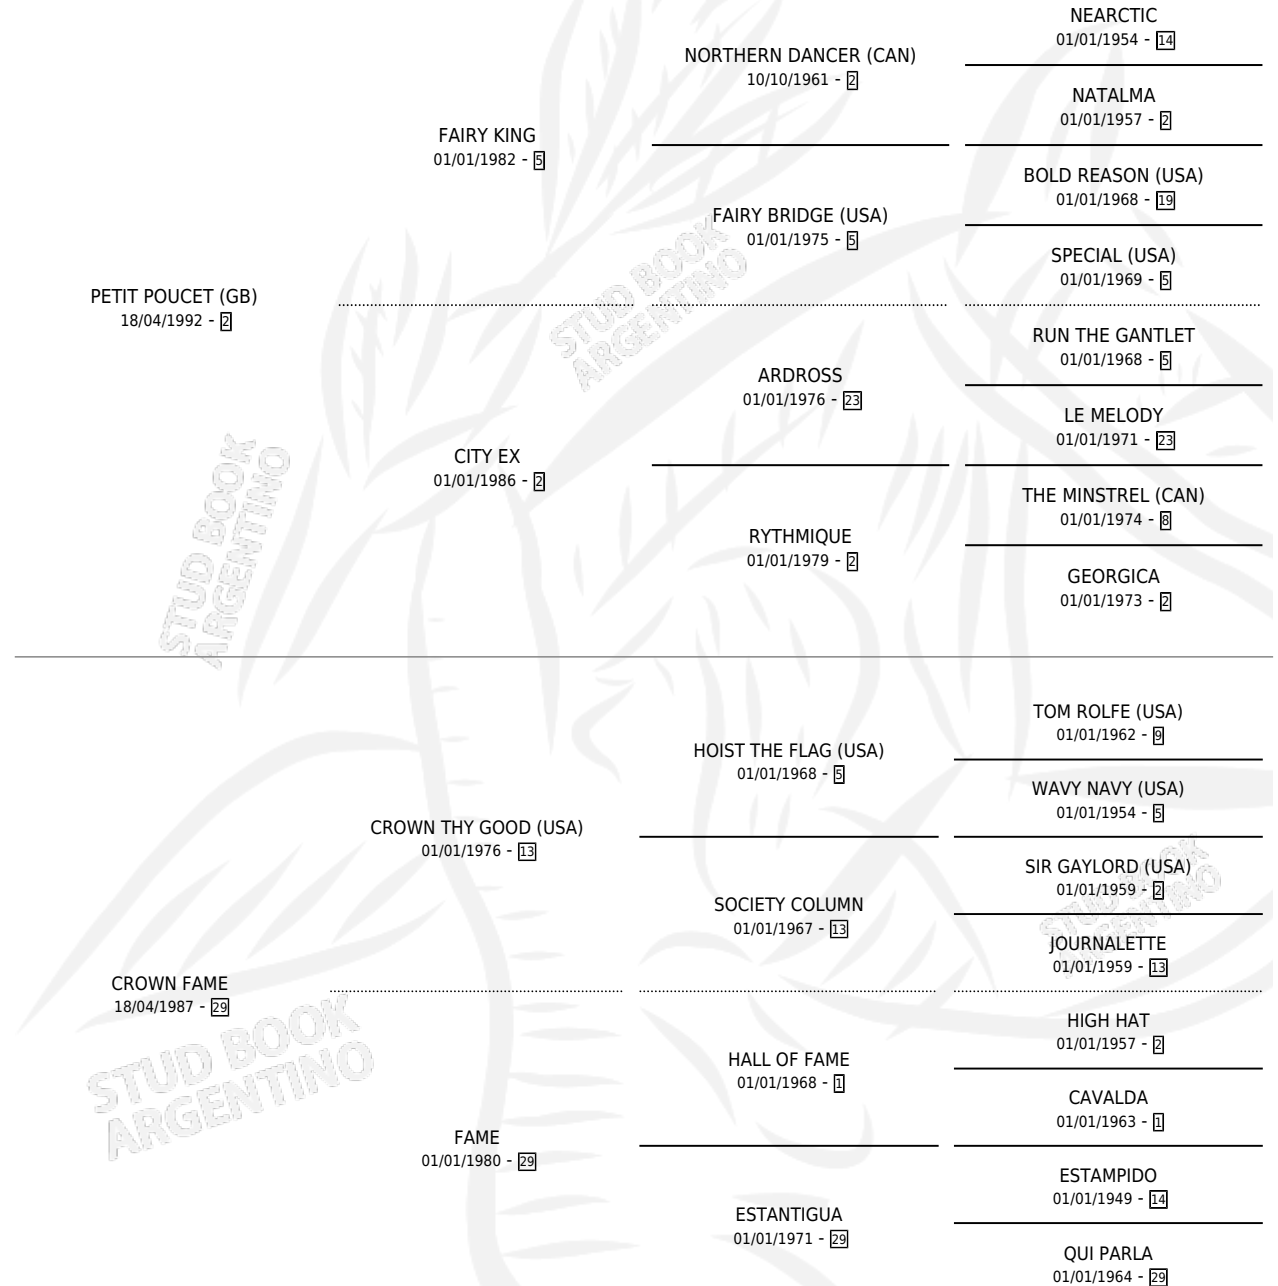 NEARCTIC
01/01/1954 - 14
NORTHERN DANCER (CAN)
10/10/1961 - 2
NATALMA
01/01/1957 - 2
FAIRY KING
01/01/1982 - 5
BOLD REASON (USA)
01/01/1968 - 19
FAIRY BRIDGE (USA)
01/01/1975 - 5
SPECIAL (USA)
01/01/1969 - 5
PETIT POUCET (GB)
18/04/1992 - 2
STUD BOOK
ARGENTINO
RUN THE GANTLET
01/01/1968 - 5
ARDROSS
01/01/1976 - 23
LE MELODY
01/01/1971 - 23
CITY EX
01/01/1986 - 2
THE MINSTREL (CAN)
01/01/1974 - 8
RYTHMIQUE
01/01/1979 - 2
GEORGICA
01/01/1973 - 2
STUD BOOK
ARGENTINO
TOM ROLFE (USA)
01/01/1962 - 9
HOIST THE FLAG (USA)
01/01/1968 - 5
WAVY NAVY (USA)
01/01/1954 - 5
CROWN THY GOOD (USA)
01/01/1976 - 13
SIR GAYLORD (USA)
01/01/1959 - 2
SOCIETY COLUMN
01/01/1967 - 13
STUD BOOK
ARGENTINO
JOURNALETTE
01/01/1959 - 13
CROWN FAME
18/04/1987 - 29
HIGH HAT
01/01/1957 - 2
HALL OF FAME
01/01/1968 - 1
STUD BOOK
ARGENTINO
CAVALDA
01/01/1963 - 1
FAME
01/01/1980 - 29
ESTAMPIDO
01/01/1949 - 14
ESTANTIGUA
01/01/1971 - 29
QUI PARLA
01/01/1964 - 29